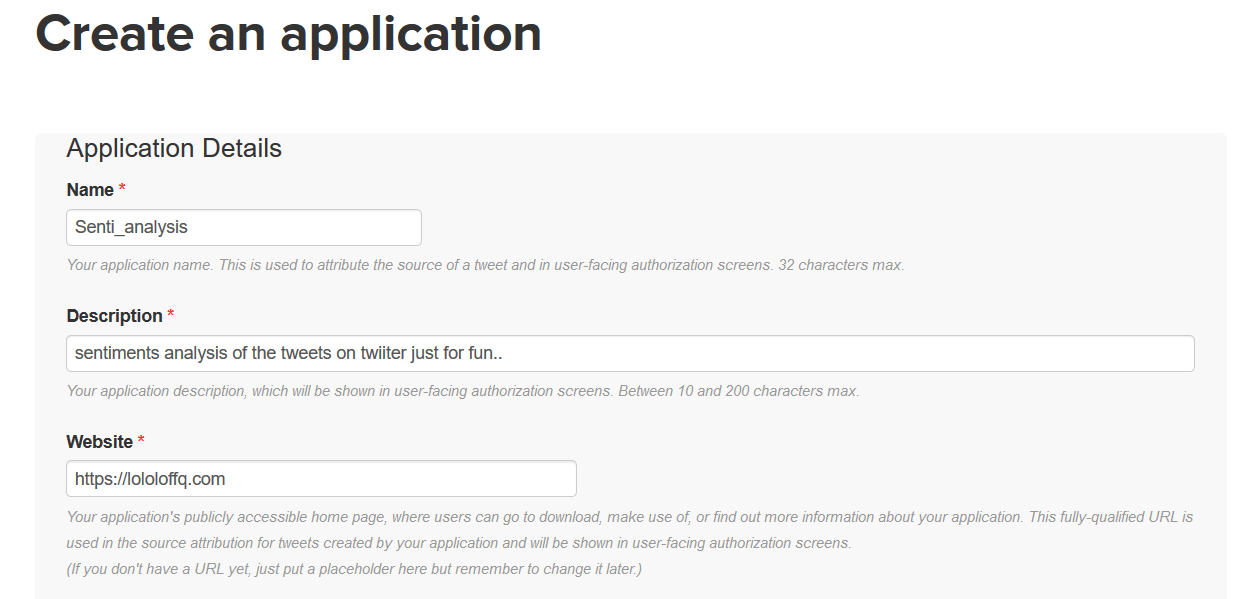 Create an application
Application Details
Name *
Senti_analysis
Your application name. This is used to attribute the source of a tweet and in user-facing authorization screens. 32 characters max.
Description *
sentiments analysis of the tweets on twiiter just for fun..
Your application description, which will be shown in user-facing authorization screens. Between 10 and 200 characters max.
Website *
https://lololoffq.com
Your application's publicly accessible home page, where users can go to download, make use of, or find out more information about your application. This fully-qualified URL is
used in the source attribution for tweets created by your application and will be shown in user-facing authorization screens.
(If you don't have a URL yet, just put a placeholder here but remember to change it later.)